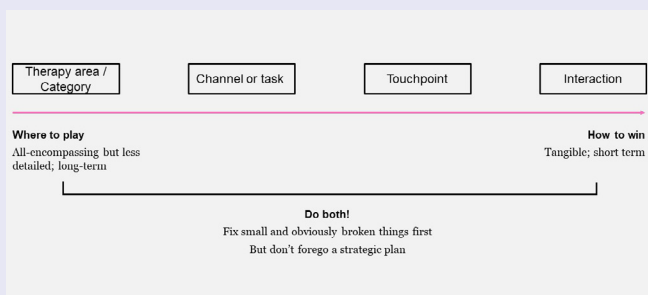 Therapy area /
Category
Channel or task
Touchpoint
Interaction
Where to play
All-encompassing but less
detailed; long-term
How to win
Tangible; short term
Do both!
Fix small and obviously broken things first
But don't forego a strategic plan